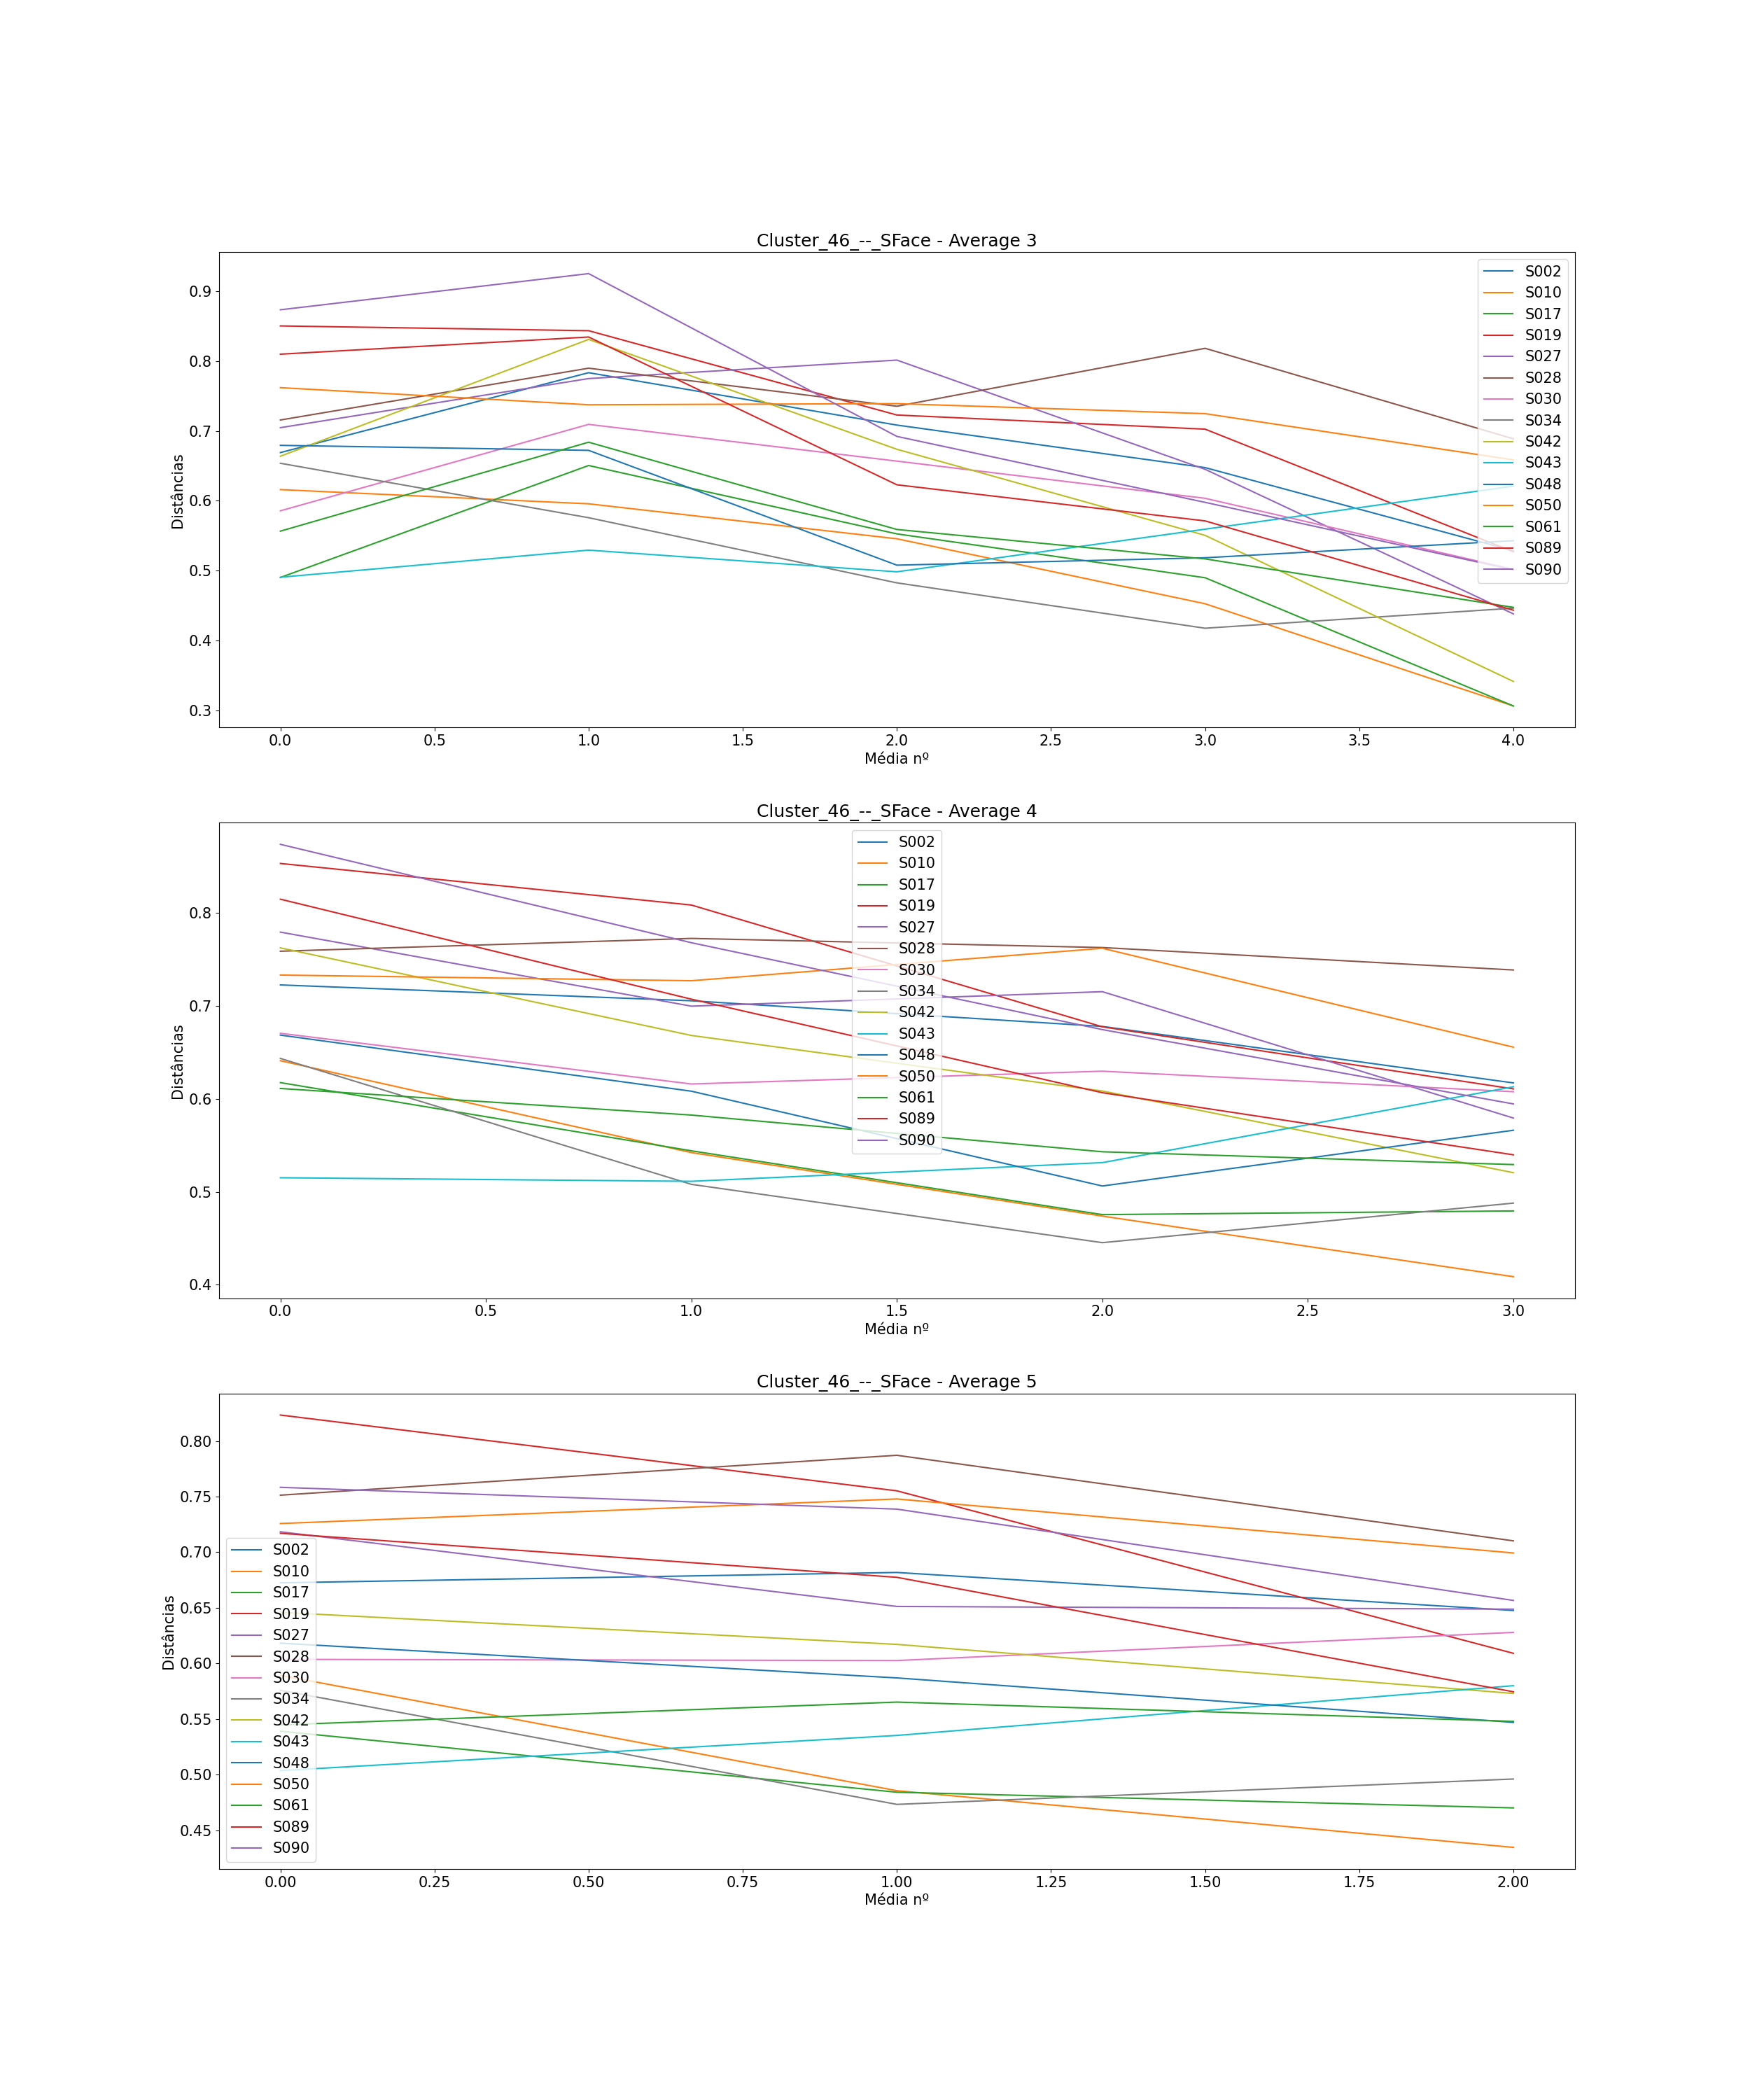 Cluster_46_--_SFace - Average 3
Distâncias
0.9
0.8
0.7
0.6
0.5
0.4
0.3
S002
S010
S017
S019
S027
S028
S030
S034
S042
S043
S048
S050
S061
S089
S090
0.0 0.5 1.0 1.5 2.0 2.5 3.0 3.5 4.0
Média nº
Cluster_46_--_SFace - Average 4
Distâncias
0.8
0.7
0.6
0.5
0.4
S002
S010
S017
S019
S027
S028
S030
S034
S042
S043
S048
S050
S061
S089
S090
0.0 0.5 1.0 1.5 2.0 2.5 3.0
Média nº
Cluster_46_--_SFace - Average 5
Distâncias
0.80
0.75
0.70
0.65
0.60
0.55
0.50
0.45
S002
S010
S017
S019
S027
S028
S030
S034
S042
S043
S048
S050
S061
S089
S090
0.00 0.25 0.50 0.75 1.00 1.25 1.50 1.75 2.00
Média nº